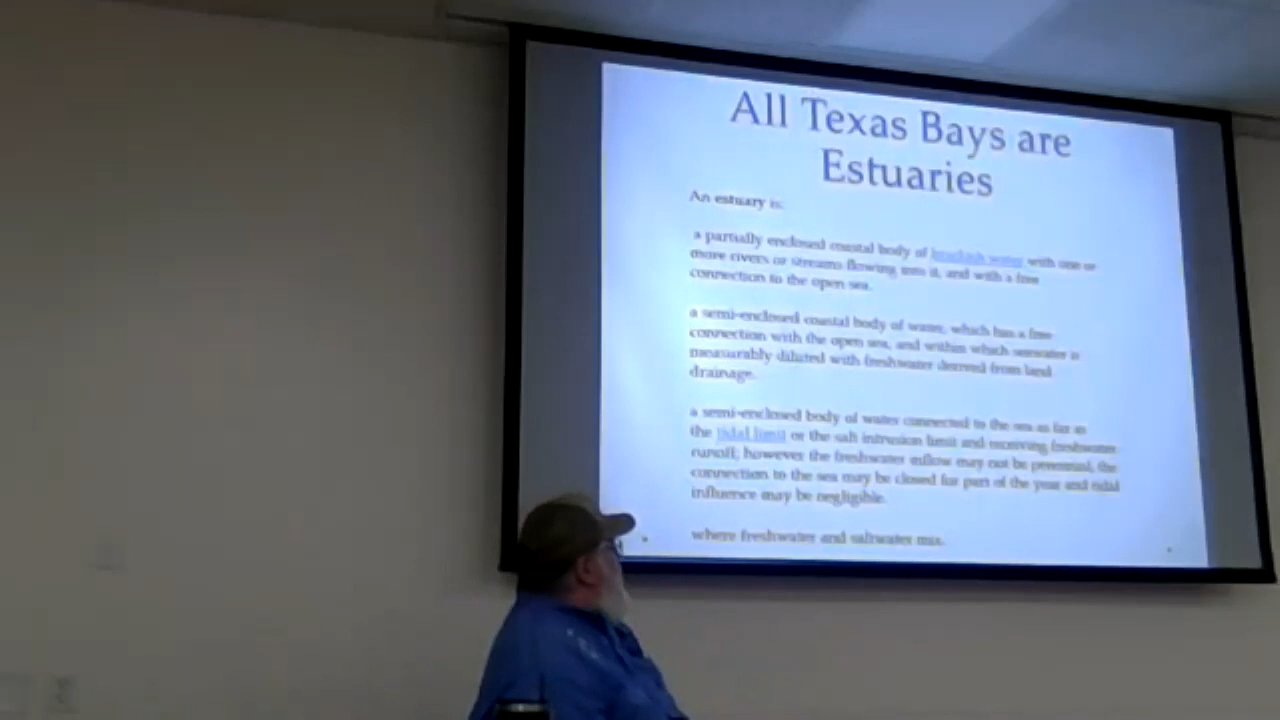 All Texas Bays are
Estuaries
An estuary is:
a partially enclosed coastal body of brackish water with one or
more rivers or streams flowing into it, and with a free
connection to the open sea.
a semi-enclosed coastal body of water, which has a free
connection with the open sea, and within which seawater is
measurably diluted with freshwater derived from land
drainage.
a semi-enclosed body of water connected to the sea as far as
the tidal limit or the salt intrusion limit and receiving freshwater
runoff; however the freshwater inflow may not be perennial, the
connection to the sea may be closed for part of the year and tidal
influence may be negligible.
where freshwater and saltwater mix.